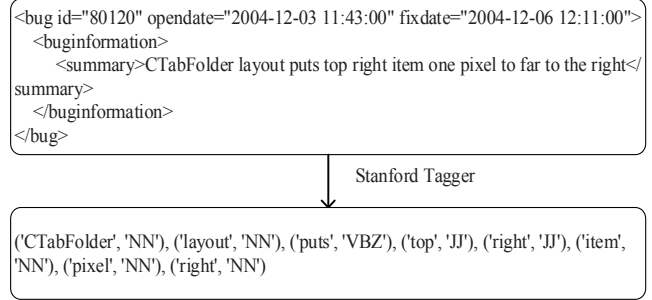 <bug id="80120" opendate="2004-12-03 11:43:00" fixdate="2004-12-06 12:11:00">
<buginformation>
<summary>CTabFolder layout puts top right item one pixel to far to the right</
summary>
</buginformation>
</bug>
Stanford Tagger
('CTabFolder', 'NN'), ('layout', 'NN'), ('puts', 'VBZ'), ('top', 'JJ'), ('right', 'JJ'), ('item',
'NN'), ('pixel', 'NN'), ('right', 'NN')